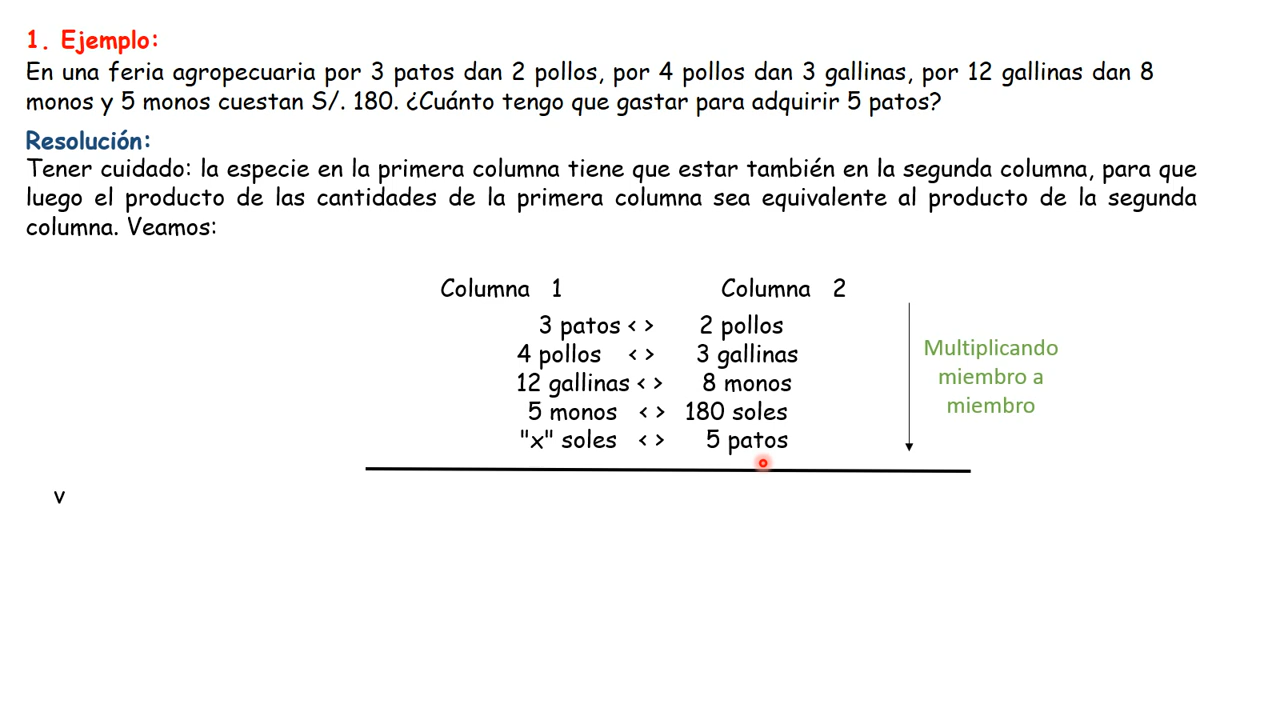 1. Ejemplo:
En una feria agropecuaria por 3 patos dan 2 pollos, por 4 pollos dan 3 gallinas, por 12 gallinas dan 8
monos y 5 monos cuestan S/. 180. ¿Cuánto tengo que gastar para adquirir 5 patos?
Resolución:
Tener cuidado: la especie en la primera columna tiene que estar también en la segunda columna, para que
luego el producto de las cantidades de la primera columna sea equivalente al producto de la segunda
columna. Veamos:
Columna 1 Columna 2
3 patos < > 2 pollos
4 pollos < > 3 gallinas
12 gallinas < > 8 monos
5 monos < > 180 soles
"x" soles < > 5 patos
Multiplicando
miembro a
miembro
v